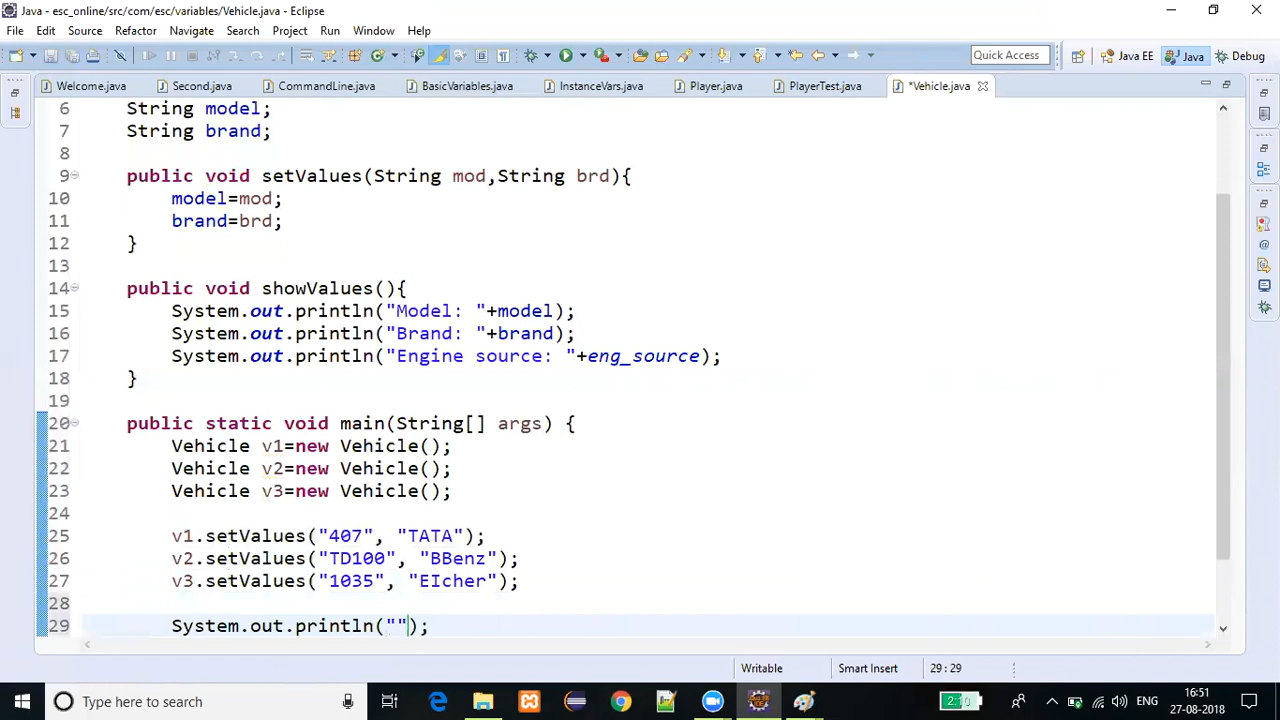 Java - esc_online/src/com/esc/variables/Vehicle.java - Eclipse
File Edit Source Refactor Navigate Search Project Run Window Help
Quick Access Java EE Java Debug
Welcome.java Second.java CommandLine.java BasicVariables.java InstanceVars.java Player.java PlayerTest.java *Vehicle.java
6 String model;
7 String brand;
8
9 public void setValues(String mod,String brd){
10 model=mod;
11 brand=brd;
12 }
13
14 public void showValues(){
15 System.out.println("Model: "+model);
16 System.out.println("Brand: "+brand);
17 System.out.println("Engine source: "+eng_source);
18 }
19
20 public static void main(String[] args) {
21 Vehicle v1=new Vehicle();
22 Vehicle v2=new Vehicle();
23 Vehicle v3=new Vehicle();
24
25 v1.setValues("407", "TATA");
26 v2.setValues("TD100", "BBenz");
27 v3.setValues("1035", "EIcher");
28
29 System.out.println("");
Writable Smart Insert 29 : 29
Type here to search 2:10 ENG 16:51
27-08-2018